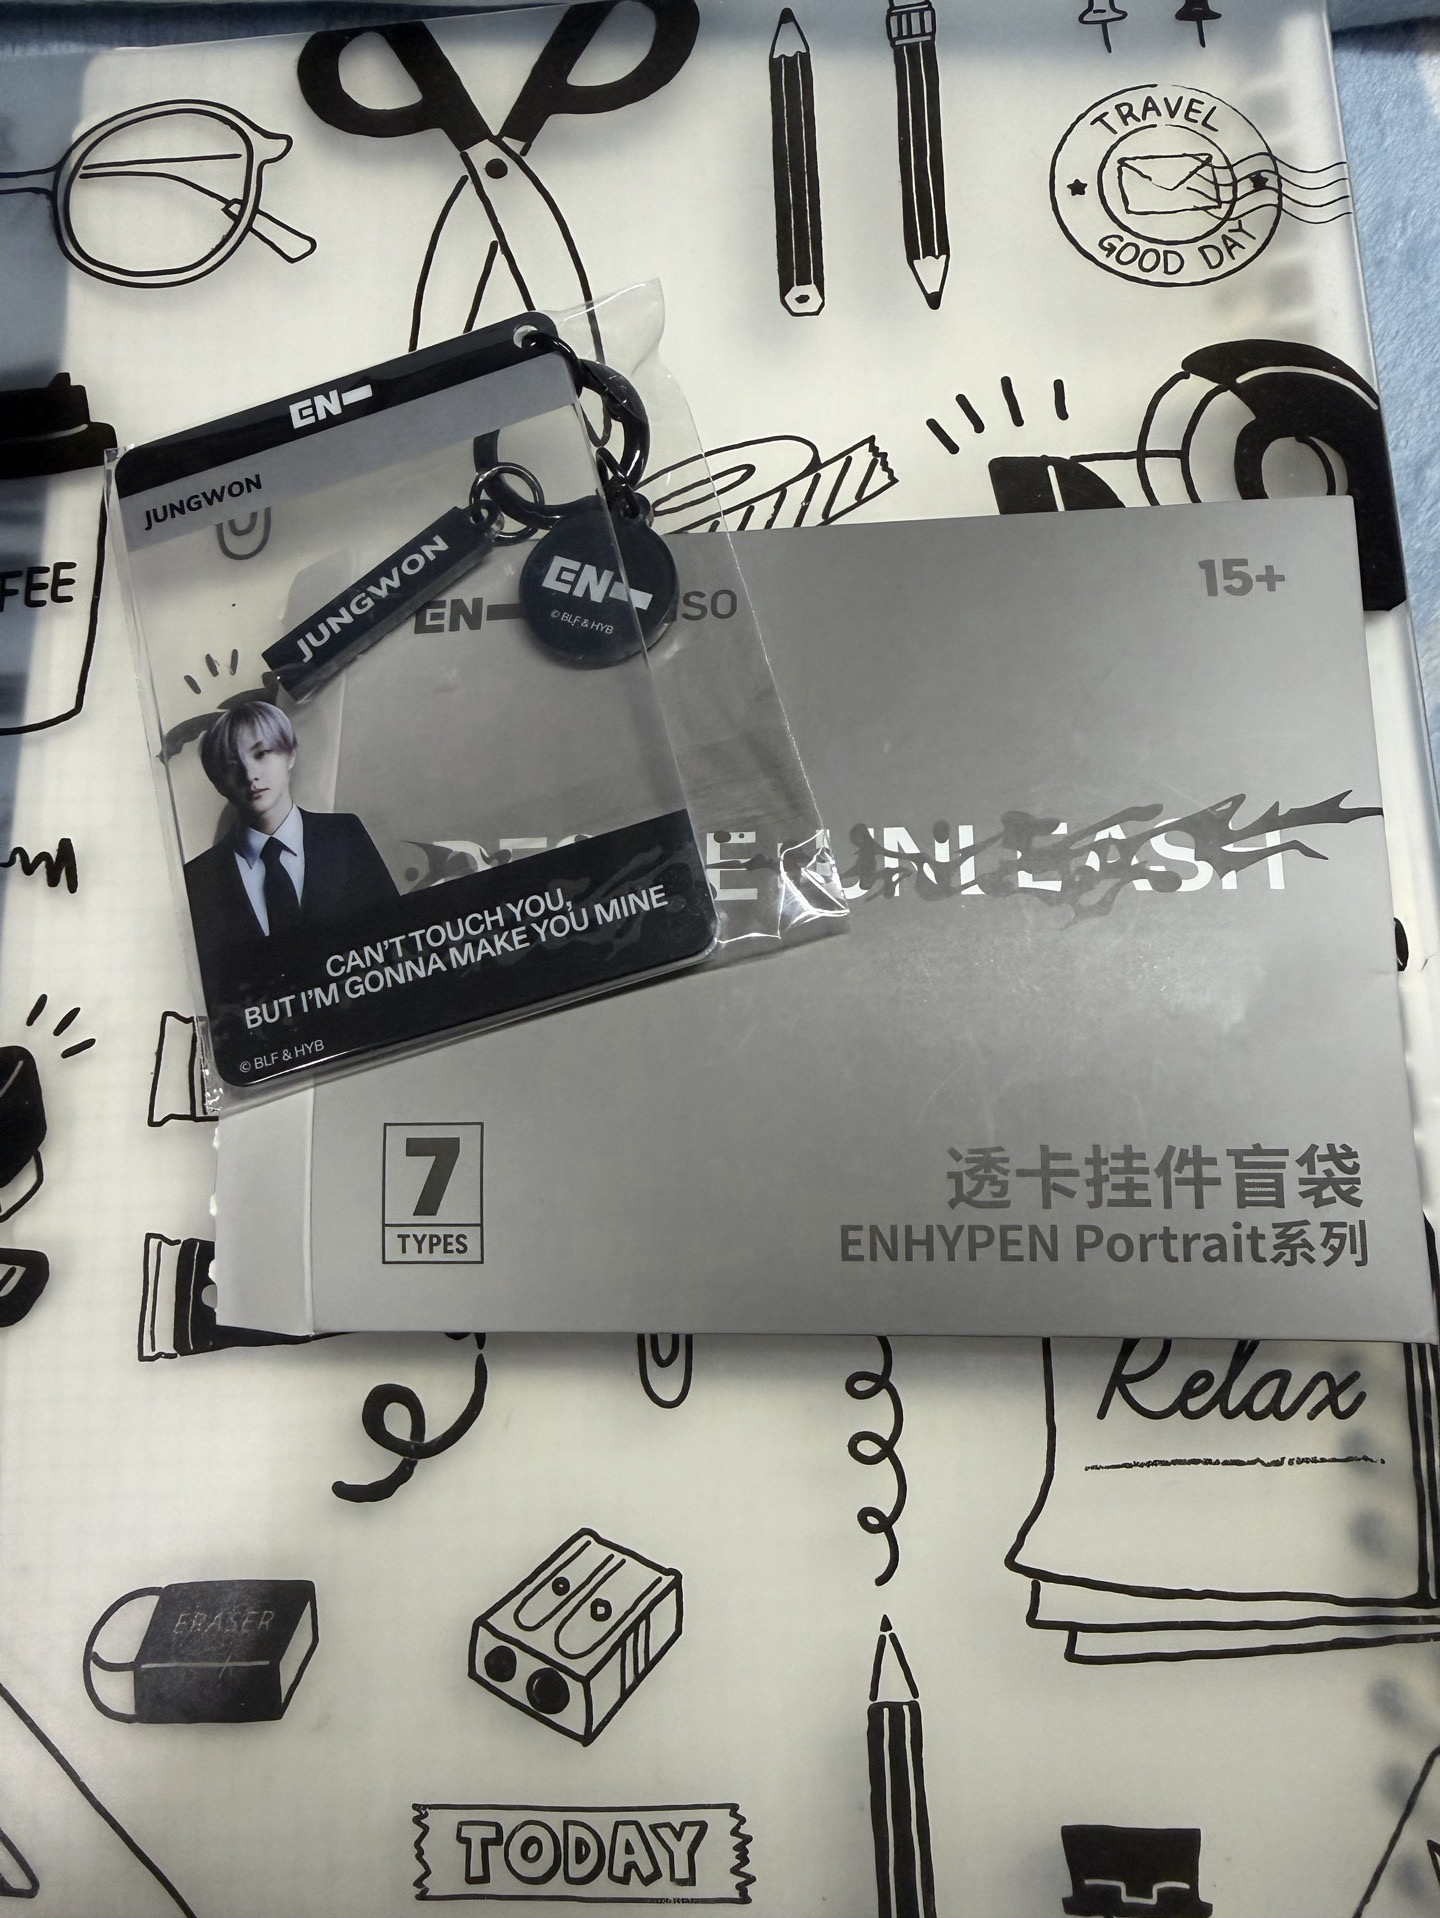 TRAVEL
GOOD DAY
EN-
JUNGWON
JUNGWON
EN-
© BLF & HYB
FEE
EN-
ISO
15+
UNLEASH
CAN'T TOUCH YOU,
BUT I'M GONNA MAKE YOU MINE
© BLF & HYB
7
TYPES
透卡挂件盲袋
ENHYPEN Portrait系列
Relax
ERASER
TODAY